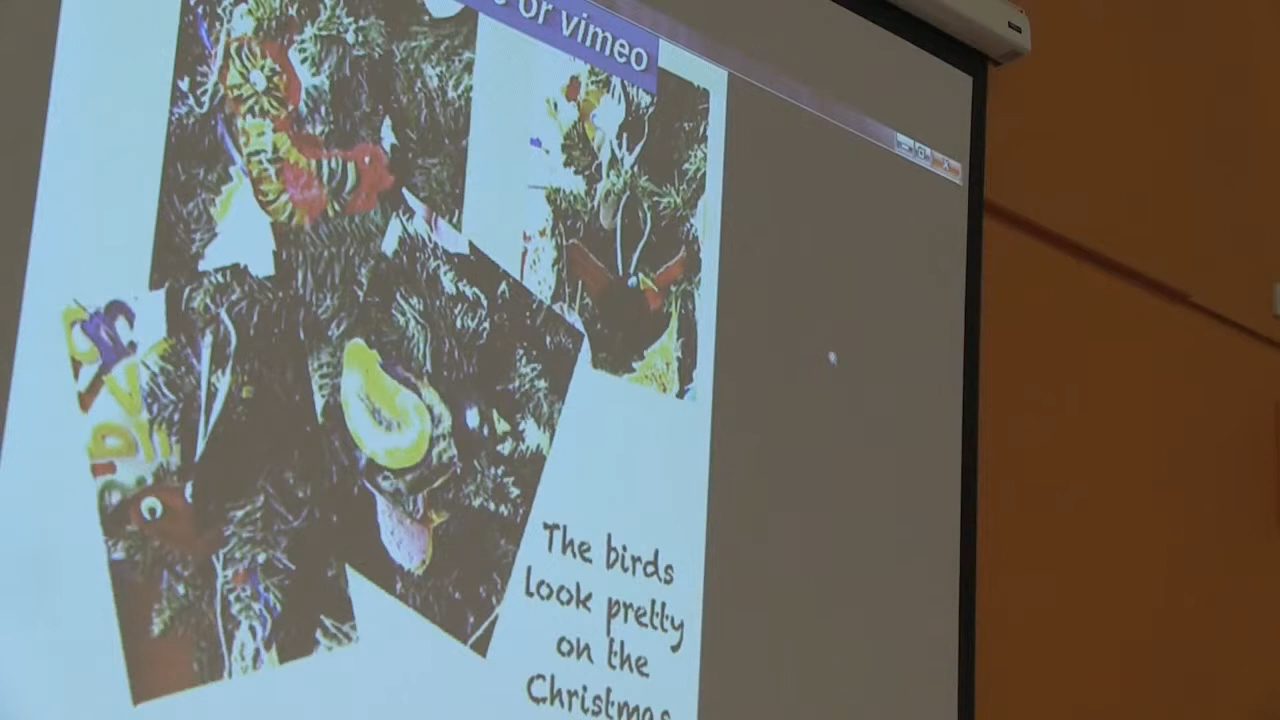 or vimeo
The birds
look pretty
on the
Christmas